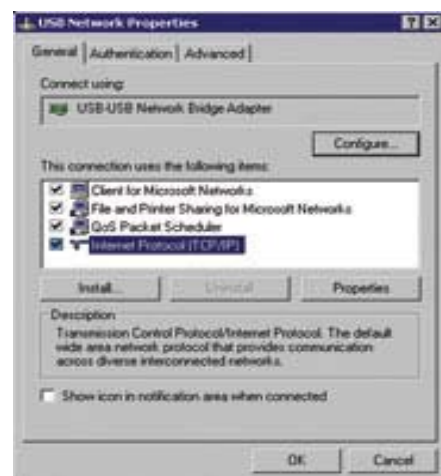 USB Network Properties
General Authentication Advanced
Connect using:
USB-USB Network Bridge Adapter
Configure...
This connection uses the following items:
Client for Microsoft Networks
File and Printer Sharing for Microsoft Networks
QoS Packet Scheduler
Internet Protocol (TCP/IP)
Install... Uninstall Properties
Description
Transmission Control Protocol/Internet Protocol. The default
wide area network protocol that provides communication
across diverse interconnected networks.
Show icon in notification area when connected
OK Cancel